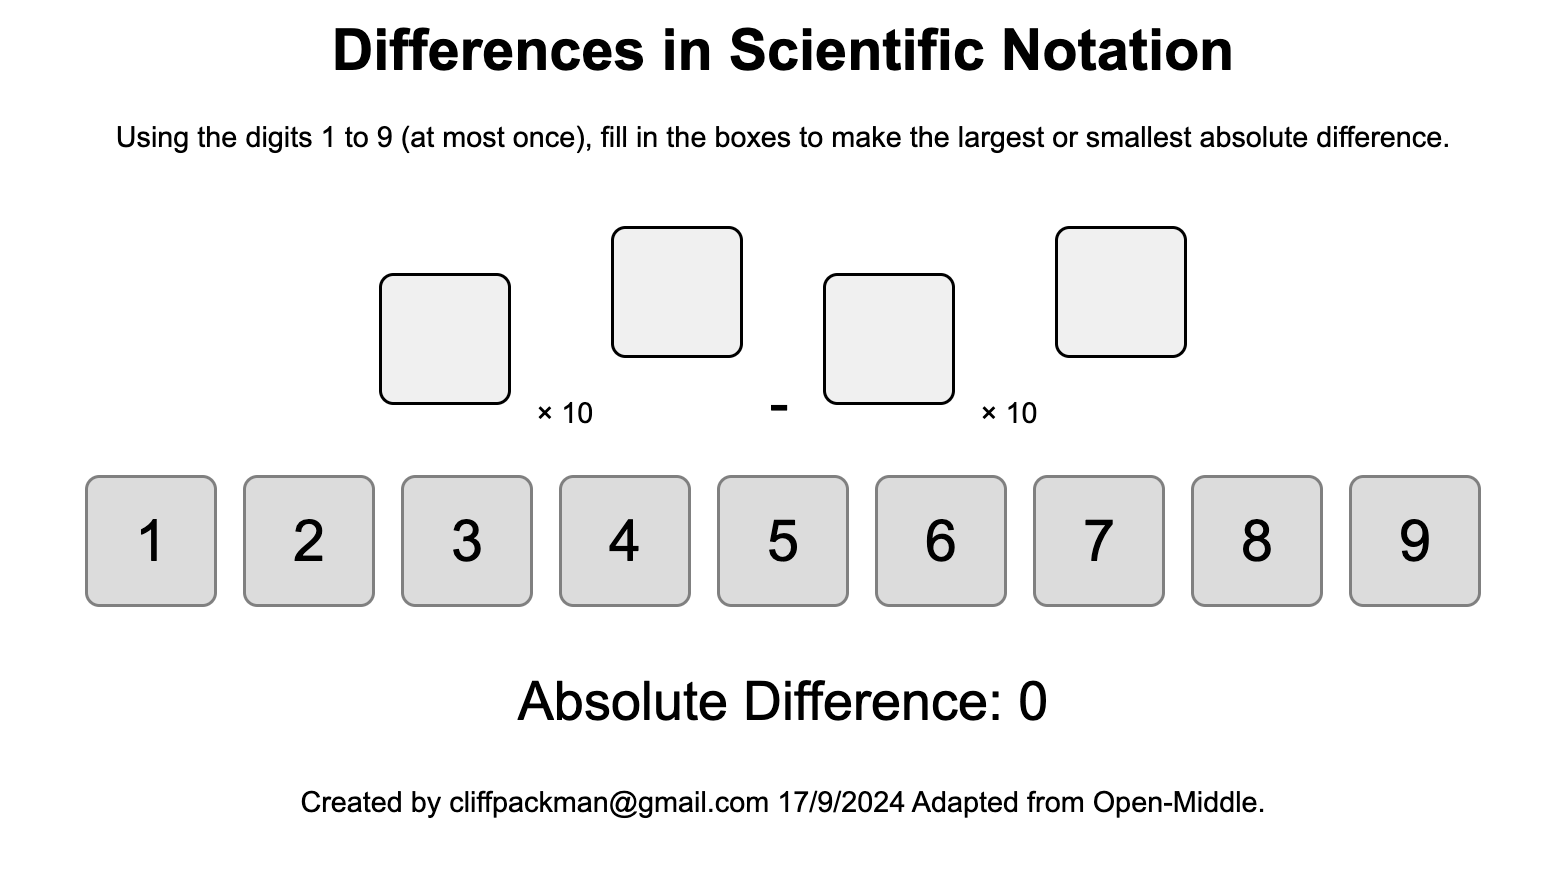 Differences in Scientific Notation
Using the digits 1 to 9 (at most once), fill in the boxes to make the largest or smallest absolute difference.
× 10 - × 10
1 2 3 4 5 6 7 8 9
Absolute Difference: 0
Created by cliffpackman@gmail.com 17/9/2024 Adapted from Open-Middle.